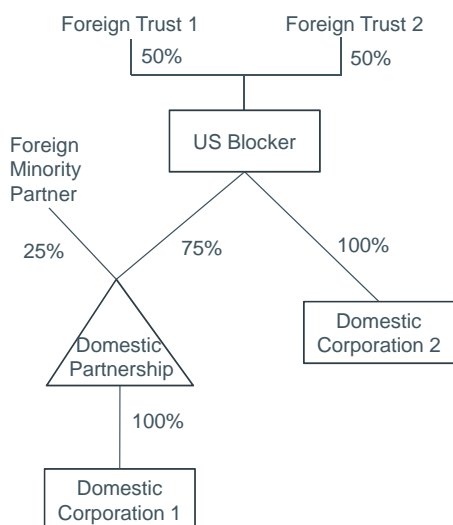 Foreign Trust 1
Foreign Trust 2
50%
50%
US Blocker
Foreign
Minority
Partner
25%
75%
100%
Domestic
Partnership
Domestic
Corporation 2
100%
Domestic
Corporation 1